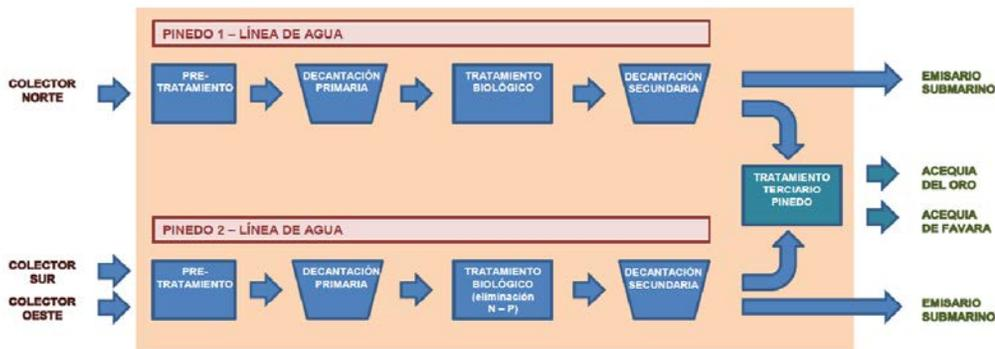 PINEDO 1 – LÍNEA DE AGUA
COLECTOR
NORTE
PRE-
TRATAMIENTO
DECANTACIÓN
PRIMARIA
TRATAMIENTO
BIOLÓGICO
DECANTACIÓN
SECUNDARIA
EMISARIO
SUBMARINO
TRATAMIENTO
TERCIARIO
PINEDO
ACEQUIA
DEL ORO
ACEQUIA
DE FAVARA
PINEDO 2 – LÍNEA DE AGUA
COLECTOR
SUR
COLECTOR
OESTE
PRE-
TRATAMIENTO
DECANTACIÓN
PRIMARIA
TRATAMIENTO
BIOLÓGICO
(eliminación
N – P)
DECANTACIÓN
SECUNDARIA
EMISARIO
SUBMARINO